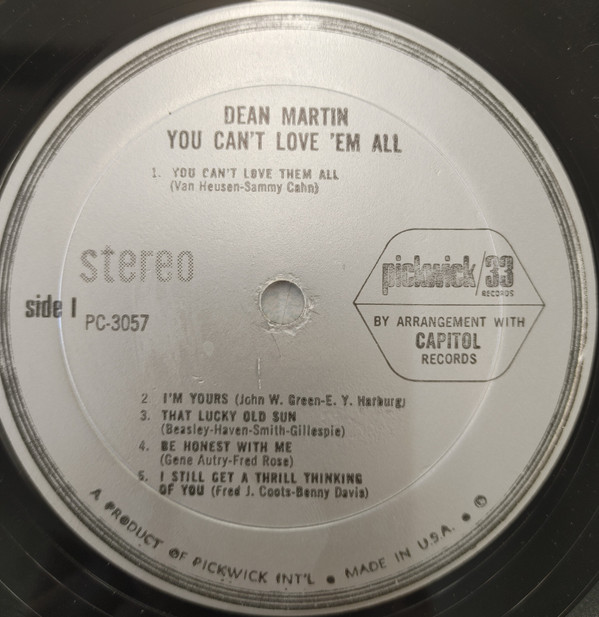 DEAN MARTIN
YOU CAN'T LOVE 'EM ALL
1. YOU CAN'T LOVE THEM ALL
(Van Heusen-Sammy Cahn)
stereo
side 1
PC-3057
pickwick/33
RECORDS
BY ARRANGEMENT WITH
CAPITOL
RECORDS
2. I'M YOURS (John W. Green-E. Y. Harburg)
3. THAT LUCKY OLD SUN
(Beasley-Haven-Smith-Gillespie)
4. BE HONEST WITH ME
(Gene Autry-Fred Rose)
5. I STILL GET A THRILL THINKING
OF YOU (Fred J. Coots-Benny Davis)
A PRODUCT OF PICKWICK INT'L ● MADE IN U.S.A. ● ©